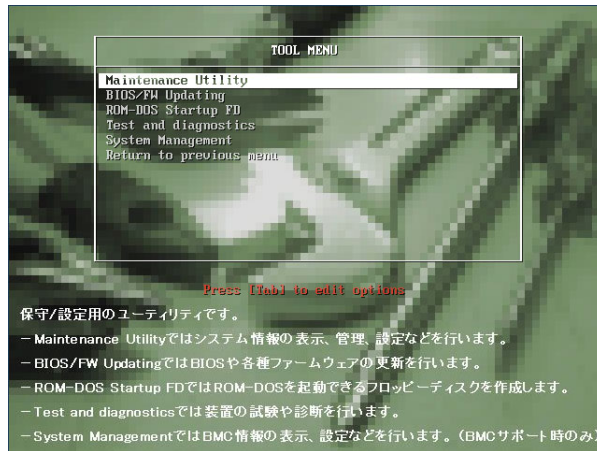 TOOL MENU
Maintenance Utility
BIOS/FW Updating
ROM-DOS Startup FD
Test and diagnostics
System Management
Return to previous menu
Press [Tab] to edit options
保守/設定用のユーティリティです。
－Maintenance Utilityではシステム情報の表示、管理、設定などを行います。
－BIOS/FW UpdatingではBIOSや各種ファームウェアの更新を行います。
－ROM-DOS Startup FDではROM-DOSを起動できるフロッピーディスクを作成します。
－Test and diagnosticsでは装置の試験や診断を行います。
－System ManagementではBMC情報の表示、設定などを行います。（BMCサポート時のみ）